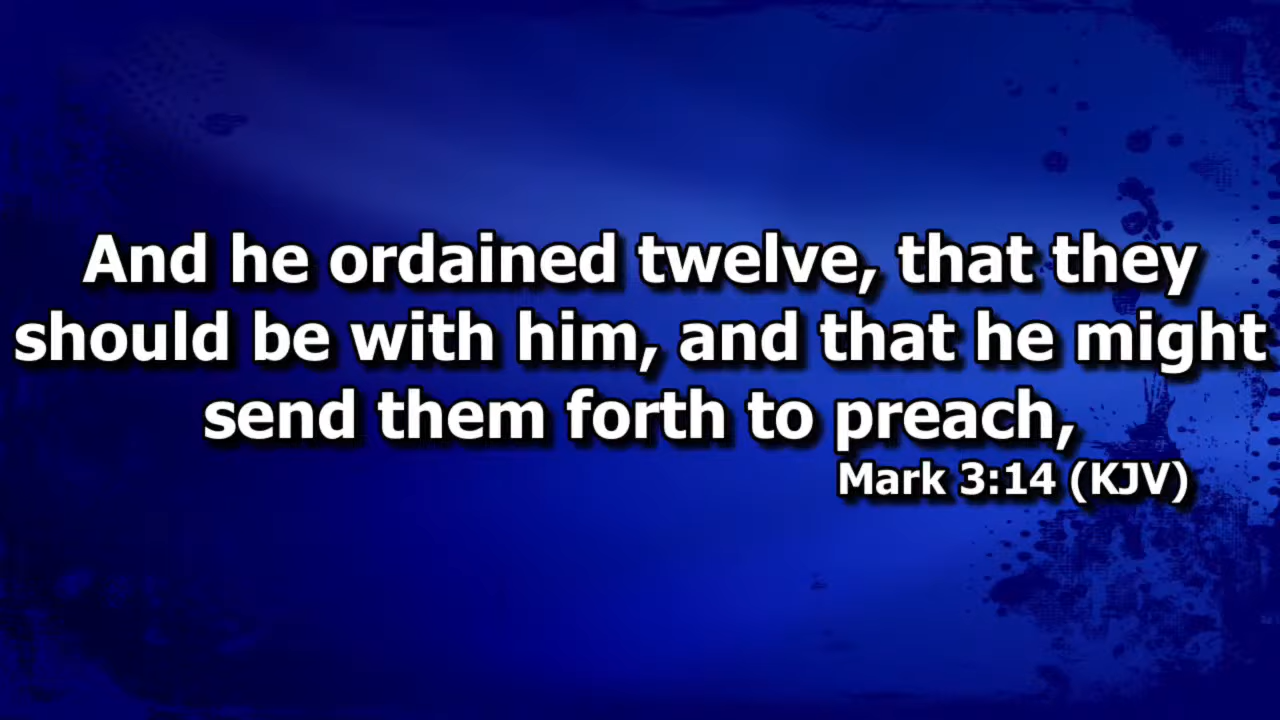 And he ordained twelve, that they
should be with him, and that he might
send them forth to preach,
Mark 3:14 (KJV)